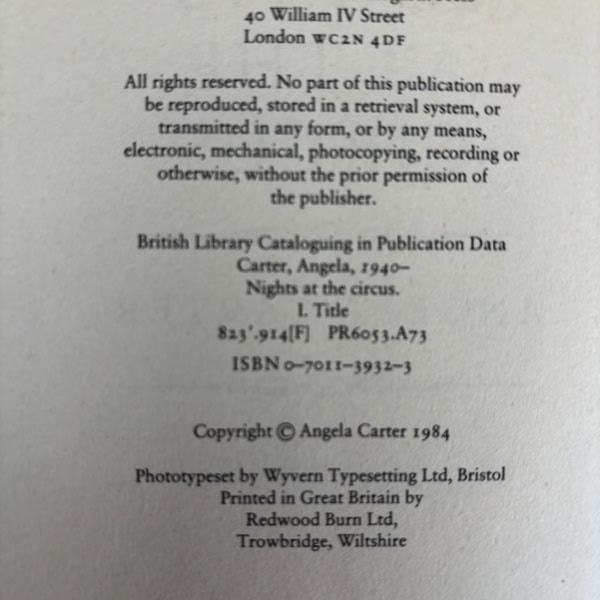 40 William IV Street
London WC2N 4DF
All rights reserved. No part of this publication may
be reproduced, stored in a retrieval system, or
transmitted in any form, or by any means,
electronic, mechanical, photocopying, recording or
otherwise, without the prior permission of
the publisher.
British Library Cataloguing in Publication Data
Carter, Angela, 1940–
Nights at the circus.
I. Title
823'.914[F] PR6053.A73
ISBN 0–7011–3932–3
Copyright © Angela Carter 1984
Phototypeset by Wyvern Typesetting Ltd, Bristol
Printed in Great Britain by
Redwood Burn Ltd,
Trowbridge, Wiltshire